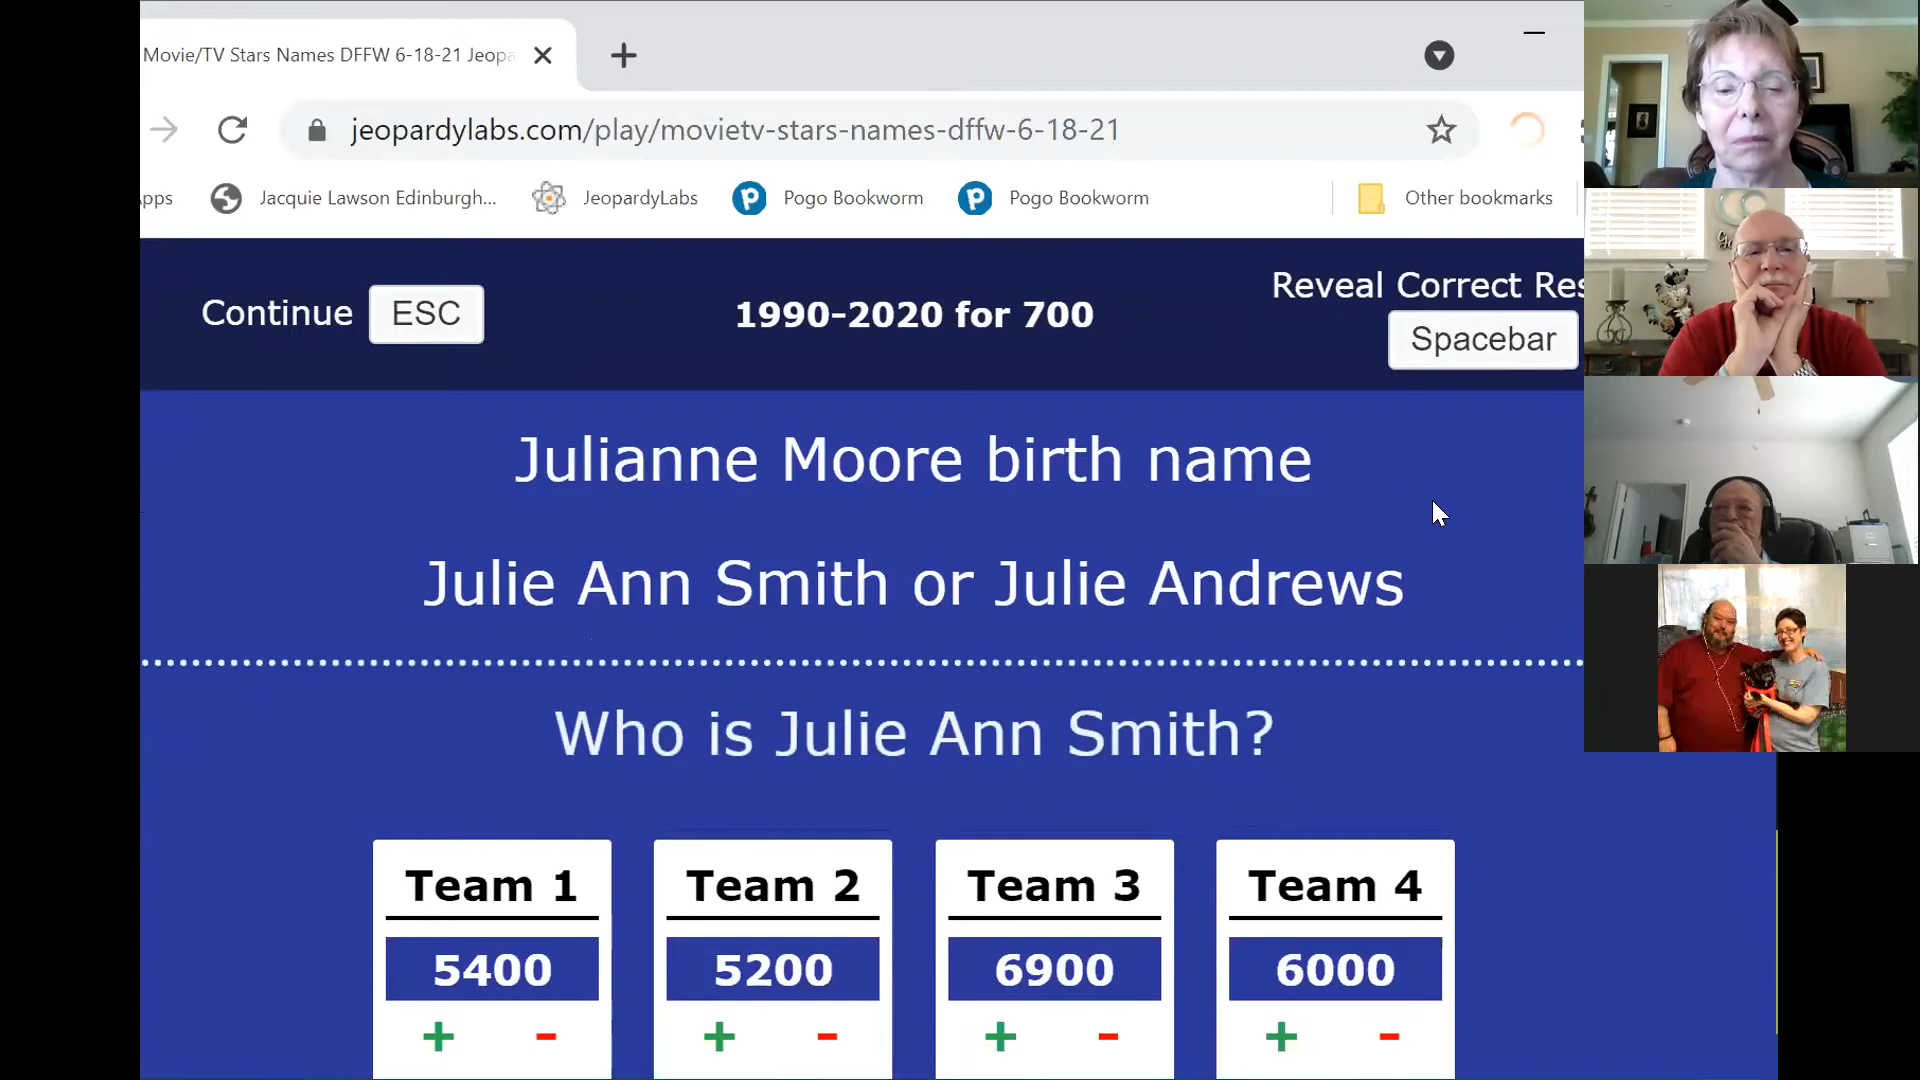 Movie/TV Stars Names DFFW 6-18-21 Jeopa
jeopardylabs.com/play/movietv-stars-names-dffw-6-18-21
pps
Jacquie Lawson Edinburgh...
JeopardyLabs
Pogo Bookworm
Pogo Bookworm
Other bookmarks
Continue ESC
1990-2020 for 700
Reveal Correct Res
Spacebar
Julianne Moore birth name
Julie Ann Smith or Julie Andrews
Who is Julie Ann Smith?
Team 1 Team 2 Team 3 Team 4
5400 5200 6900 6000
+ - + - + - + -